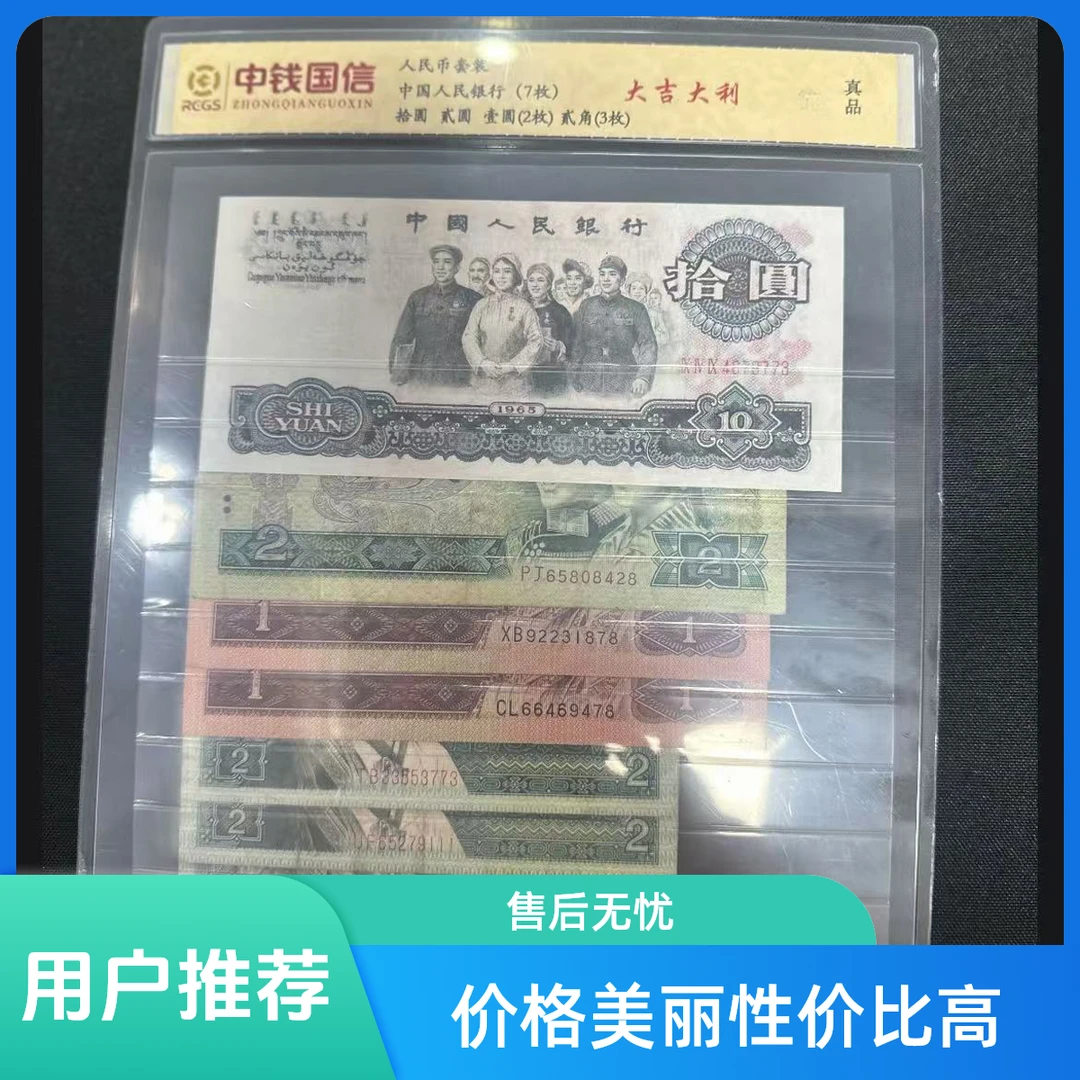 中钱国信
RCGS ZHONGQIANGUOXIN
人民币套装
中国人民银行（7枚）
拾圆 贰圆 壹圆(2枚) 贰角(3枚)
大吉大利
真品
中國人民銀行
拾圓
SHI
YUAN
1965
10
2
PJ65808428
2
1
XB92231878
1
1
CL66469478
1
2
2
2
2
售后无忧
用户推荐
价格美丽性价比高